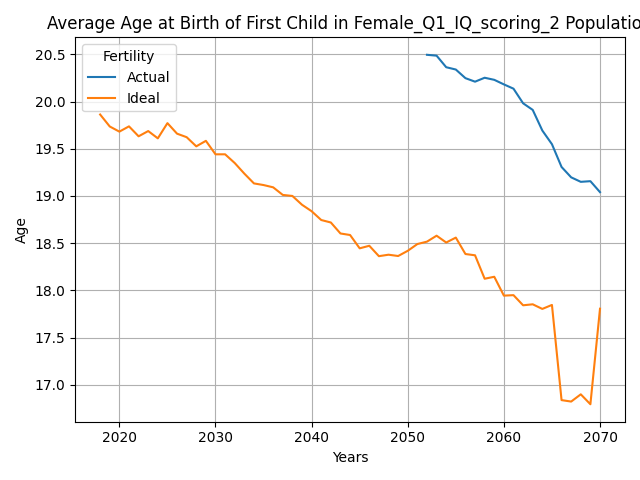 Average Age at Birth of First Child in Female_Q1_IQ_scoring_2 Populatio
Fertility
Actual
Ideal
20.5
20.0
19.5
19.0
18.5
18.0
17.5
17.0
Age
2020 2030 2040 2050 2060 2070
Years